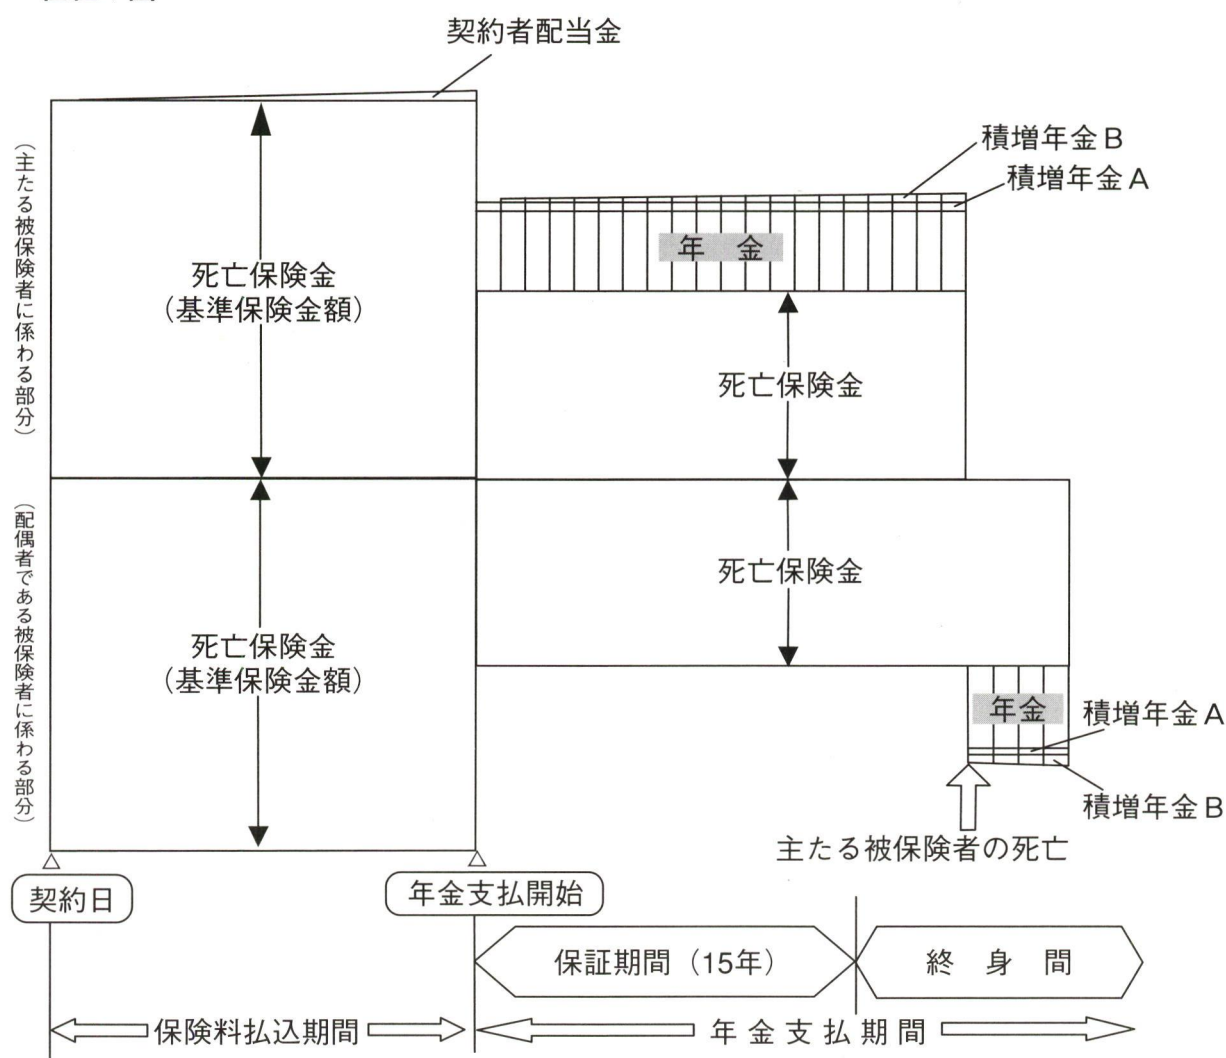 契約者配当金
積増年金B
積増年金A
年 金
(主たる被保険者に係わる部分)
死亡保険金
(基準保険金額)
死亡保険金
(配偶者である被保険者に係わる部分)
死亡保険金
死亡保険金
(基準保険金額)
年金
積増年金A
積増年金B
主たる被保険者の死亡
契約日
年金支払開始
保証期間(15年)
終 身 間
保険料払込期間
年 金 支 払 期 間